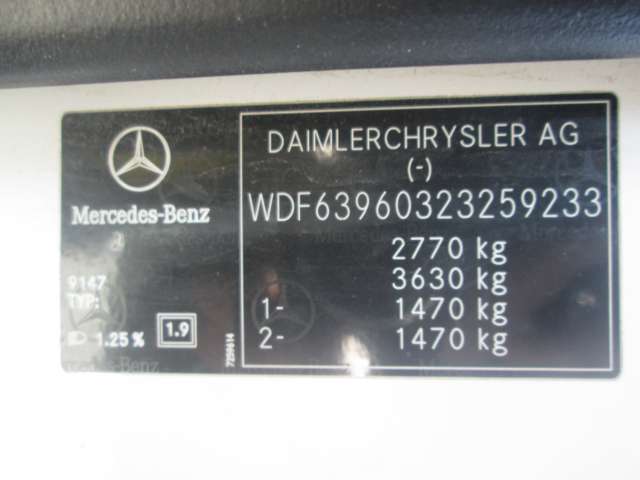 Mercedes-Benz
9147
TYP:
1.25 %
1.9
7259614
DAIMLERCHRYSLER AG
(-)
WDF63960323259233
2770 kg
3630 kg
1- 1470 kg
2- 1470 kg